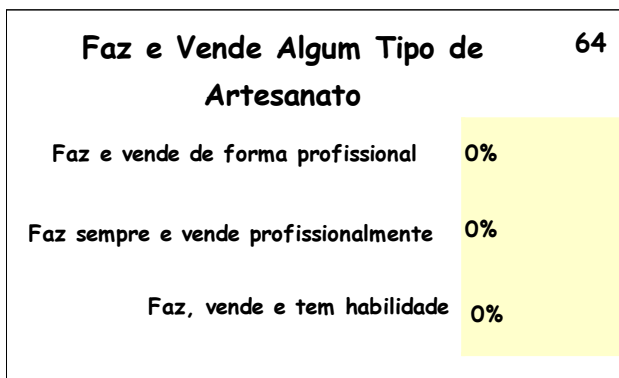 Faz e Vende Algum Tipo de 64
Artesanato
Faz e vende de forma profissional 0%
Faz sempre e vende profissionalmente 0%
Faz, vende e tem habilidade 0%